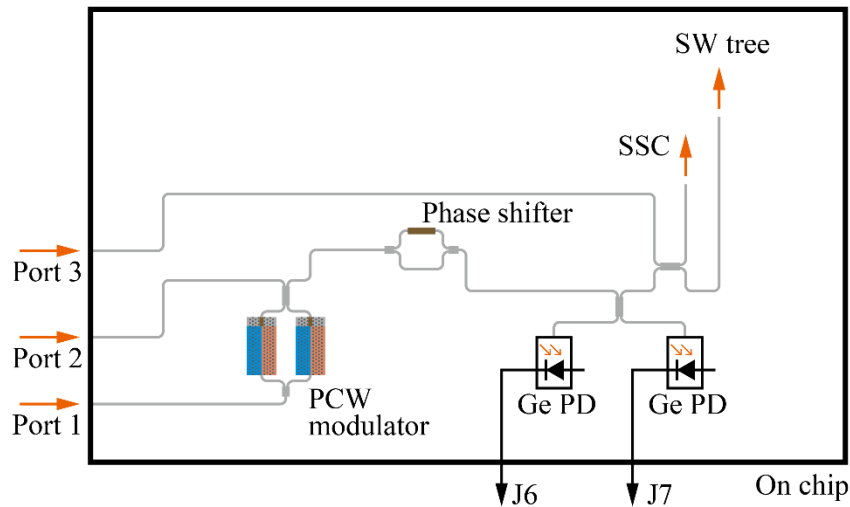 SW tree
SSC
Phase shifter
Port 3
Port 2
Port 1
PCW
modulator
Ge PD
Ge PD
J6
J7
On chip